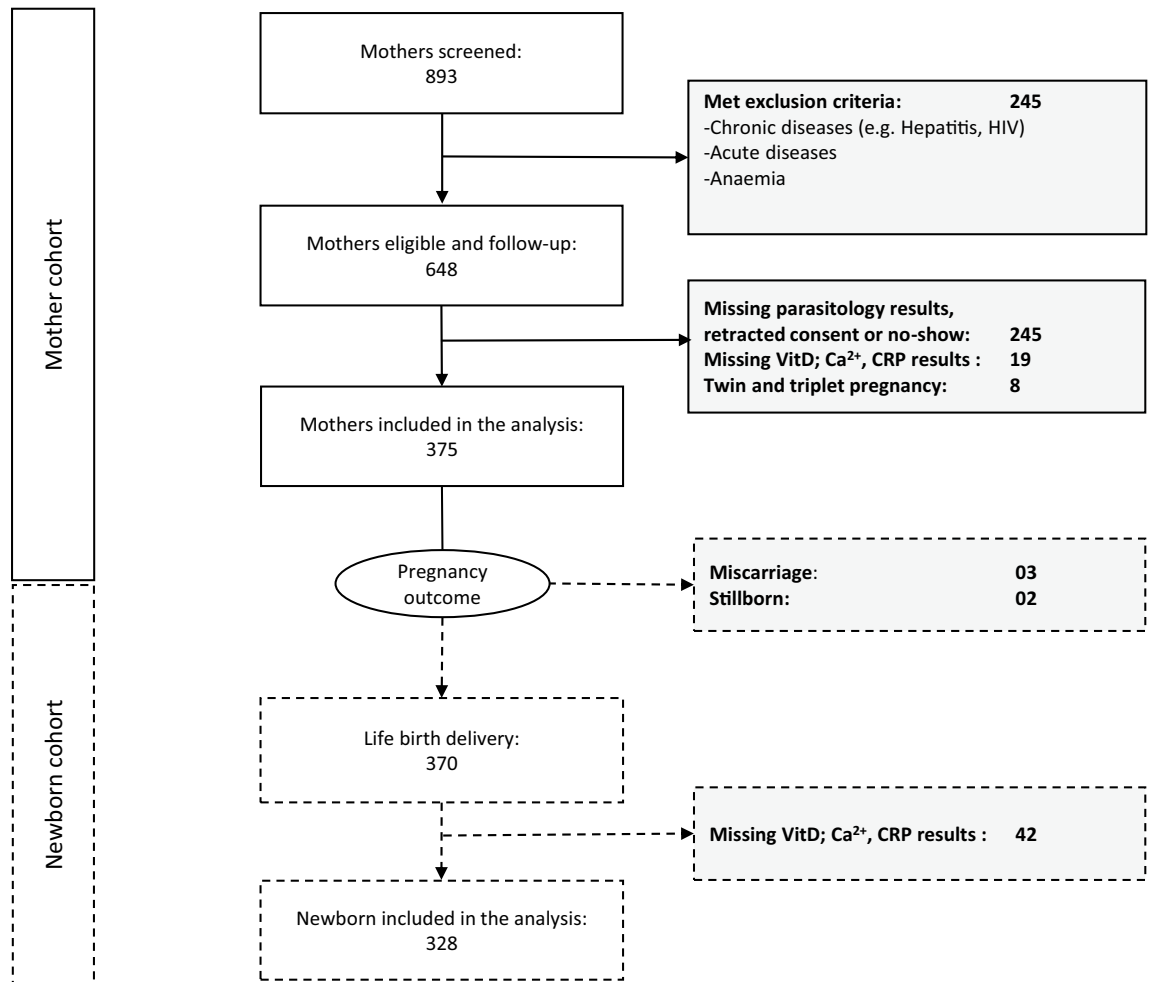 Mother cohort
Newborn cohort
Mothers screened:
893
Met exclusion criteria: 245
-Chronic diseases (e.g. Hepatitis, HIV)
-Acute diseases
-Anaemia
Mothers eligible and follow-up:
648
Missing parasitology results,
retracted consent or no-show: 245
Missing VitD; Ca²⁺, CRP results : 19
Twin and triplet pregnancy: 8
Mothers included in the analysis:
375
Pregnancy
outcome
Miscarriage: 03
Stillborn: 02
Life birth delivery:
370
Missing VitD; Ca²⁺, CRP results : 42
Newborn included in the analysis:
328